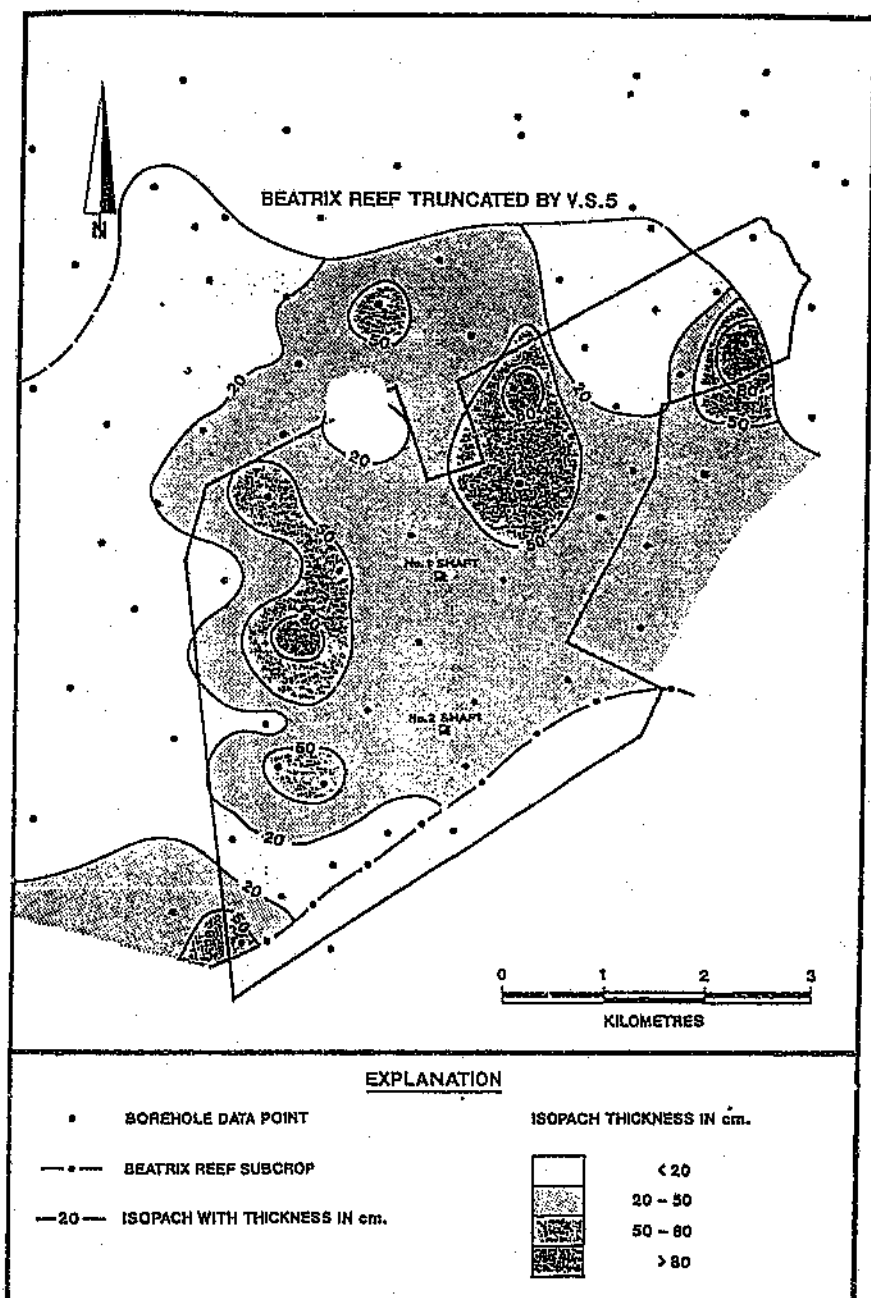 BEATRIX REEF TRUNCATED BY V.S.5
N
50
20
80
50
20
50
20
50
50
No.1 SHAFT
No.2 SHAFT
50
20
20
0 1 2 3
KILOMETRES
EXPLANATION
BOREHOLE DATA POINT
BEATRIX REEF SUBCROP
20 ISOPACH WITH THICKNESS IN cm.
ISOPACH THICKNESS IN cm.
< 20
20 - 50
50 - 80
> 80